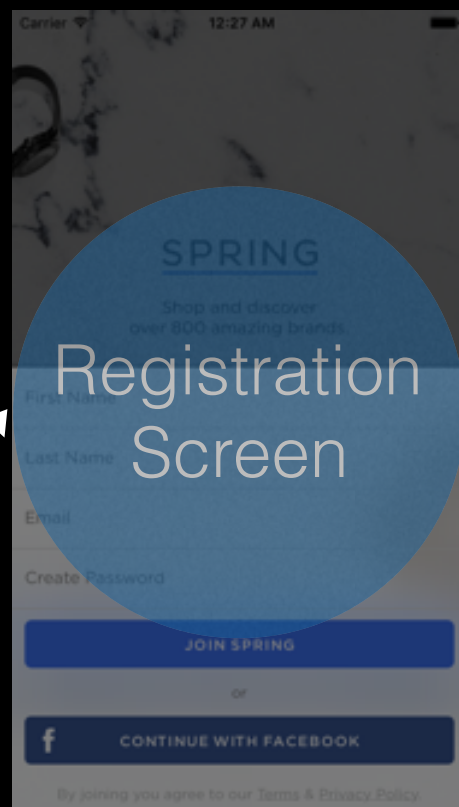 Carrier 12:27 AM
SPRING
Shop and discover
over 800 amazing brands.
Registration
Screen
First Name
Last Name
Email
Create Password
JOIN SPRING
or
f CONTINUE WITH FACEBOOK
By joining you agree to our Terms & Privacy Policy.